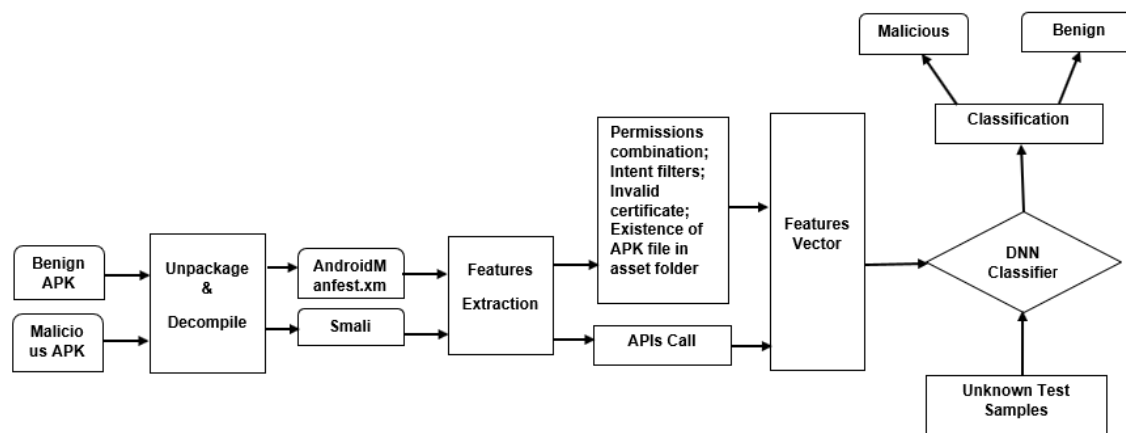 Malicious
Benign
Classification
Permissions
combination;
Intent filters;
Invalid
certificate;
Existence of
APK file in
asset folder
Features
Vector
DNN
Classifier
Benign
APK
Malicio
us APK
Unpackage
&
Decompile
AndroidM
anfest.xm
Smali
Features
Extraction
APIs Call
Unknown Test
Samples